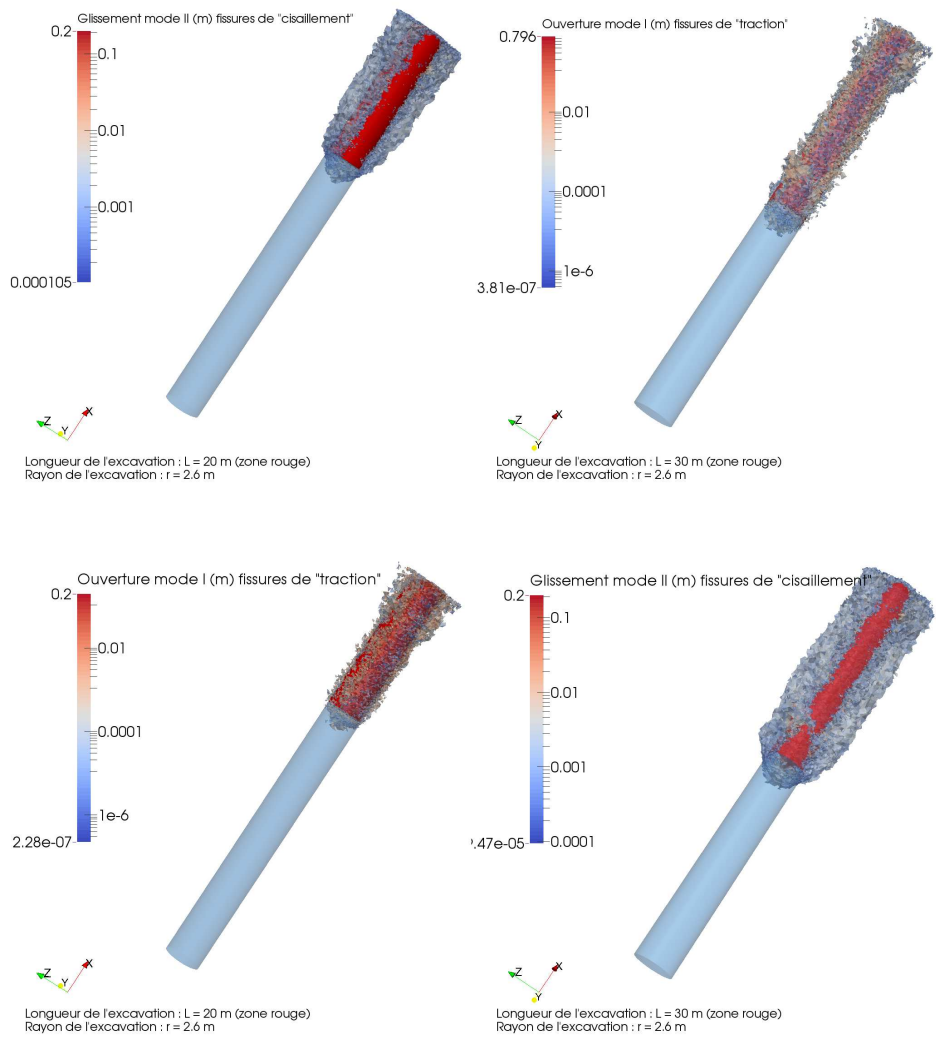 Glissement mode II (m) fissures de "cisaillement"
0.2
0.1
0.01
0.001
0.000105
Z
Y
X
Longueur de l'excavation : L = 20 m (zone rouge)
Rayon de l'excavation : r = 2.6 m
Ouverture mode I (m) fissures de "traction"
0.796
0.01
0.0001
1e-6
3.81e-07
Z
X
Y
Longueur de l'excavation : L = 30 m (zone rouge)
Rayon de l'excavation : r = 2.6 m
Ouverture mode I (m) fissures de "traction"
0.2
0.01
0.0001
1e-6
2.28e-07
Z
Y
X
Longueur de l'excavation : L = 20 m (zone rouge)
Rayon de l'excavation : r = 2.6 m
Glissement mode II (m) fissures de "cisaillement"
0.2
0.1
0.01
0.001
0.0001
.47e-05
Z
X
Y
Longueur de l'excavation : L = 30 m (zone rouge)
Rayon de l'excavation : r = 2.6 m